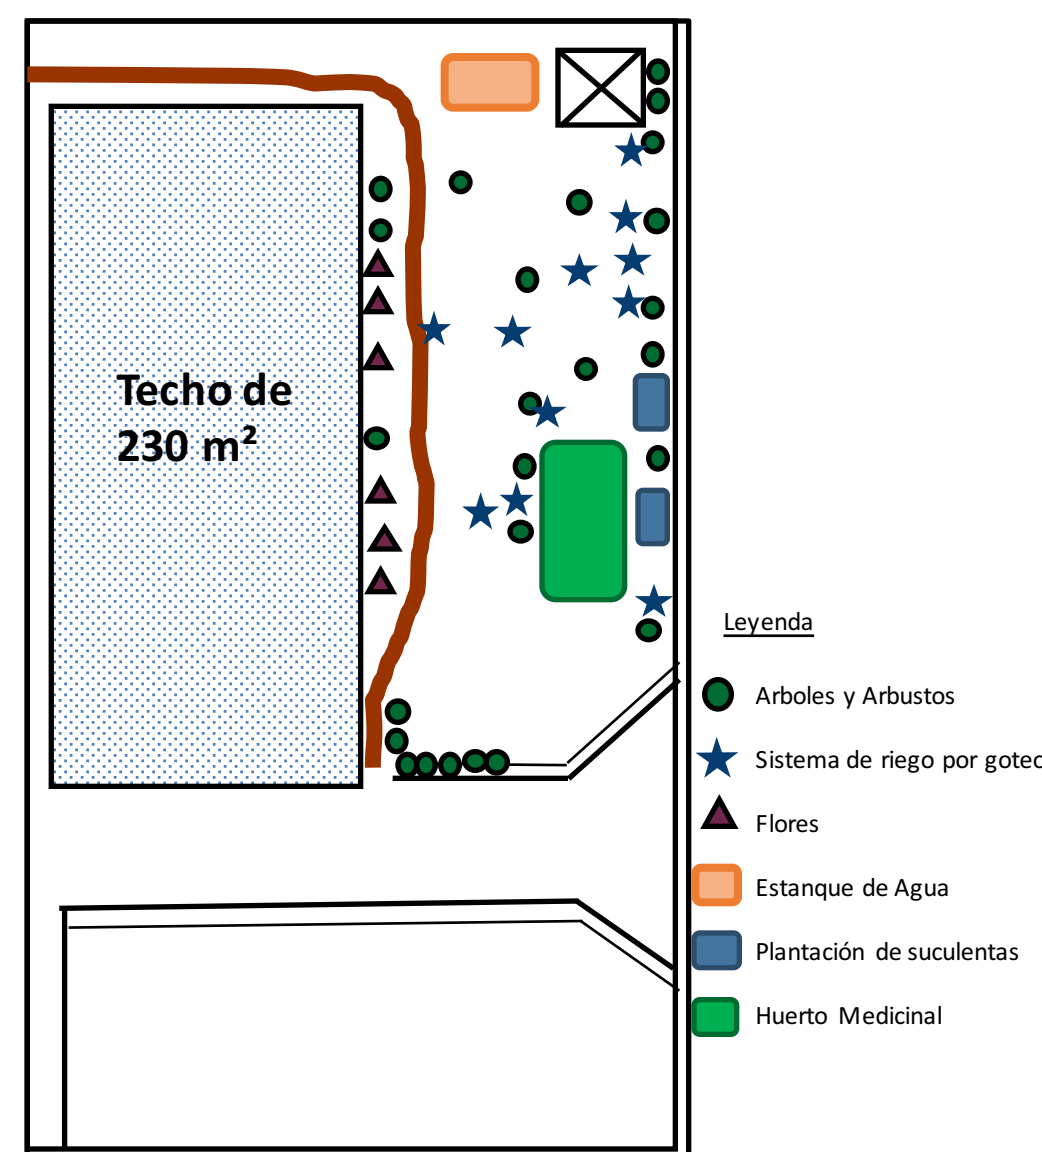 Techo de
230 m²
Leyenda
Arboles y Arbustos
Sistema de riego por gotec
Flores
Estanque de Agua
Plantación de suculentas
Huerto Medicinal